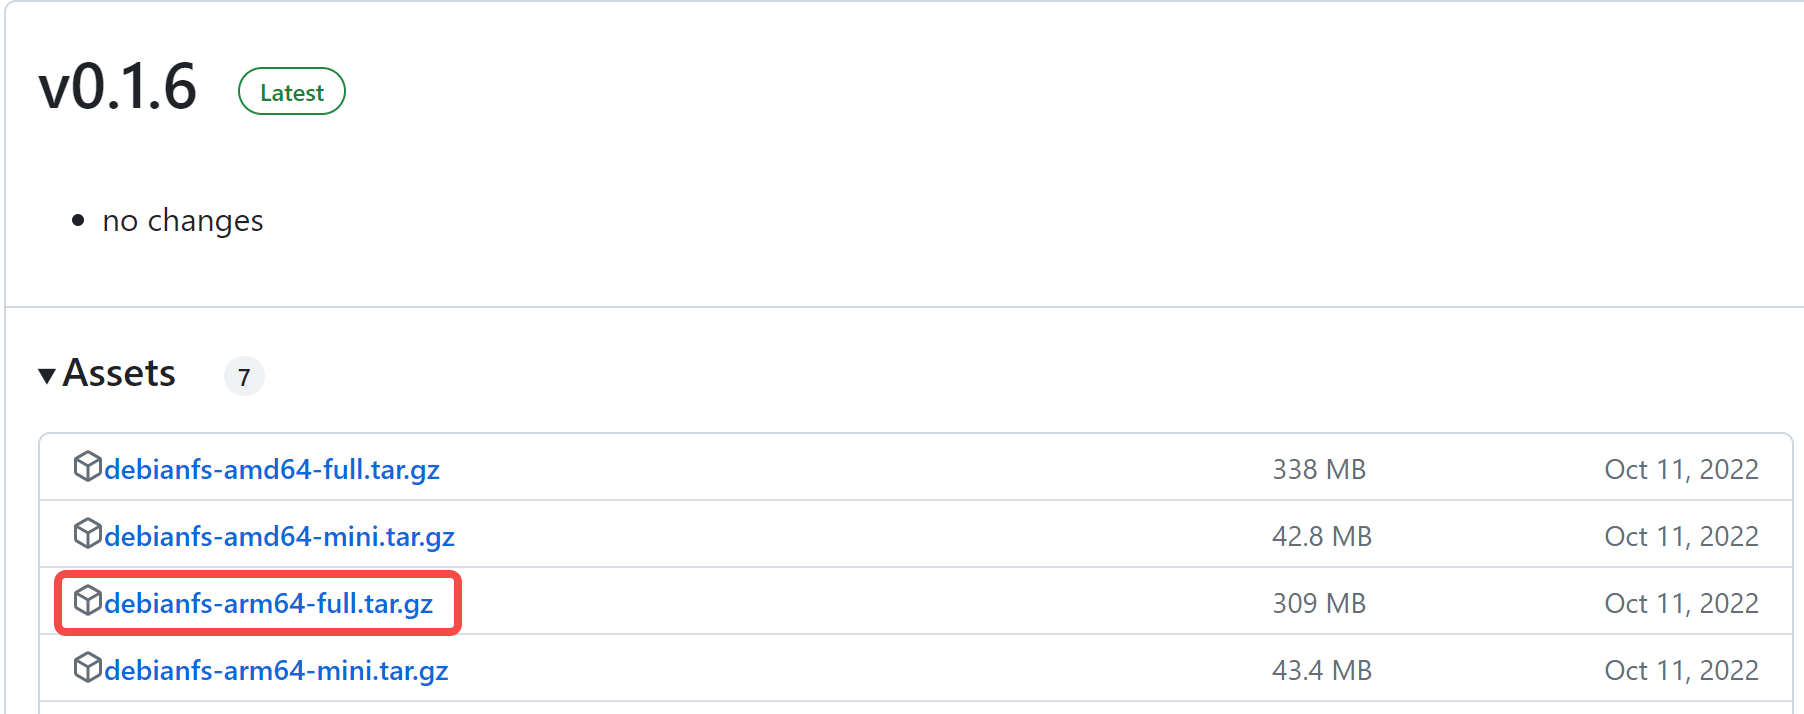 v0.1.6 Latest
• no changes
▼Assets 7
debianfs-amd64-full.tar.gz 338 MB Oct 11, 2022
debianfs-amd64-mini.tar.gz 42.8 MB Oct 11, 2022
debianfs-arm64-full.tar.gz 309 MB Oct 11, 2022
debianfs-arm64-mini.tar.gz 43.4 MB Oct 11, 2022